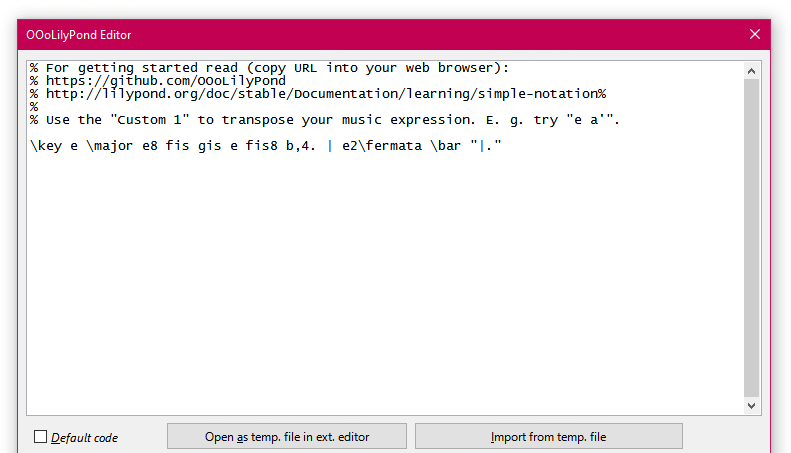 OOoLilyPond Editor
% For getting started read (copy URL into your web browser):
% https://github.com/OOoLilyPond
% http://lilypond.org/doc/stable/Documentation/learning/simple-notation%
%
% Use the "Custom 1" to transpose your music expression. E. g. try "e a'".
\key e \major e8 fis gis e fis8 b,4. | e2\fermata \bar "|."
Default code
Open as temp. file in ext. editor
Import from temp. file